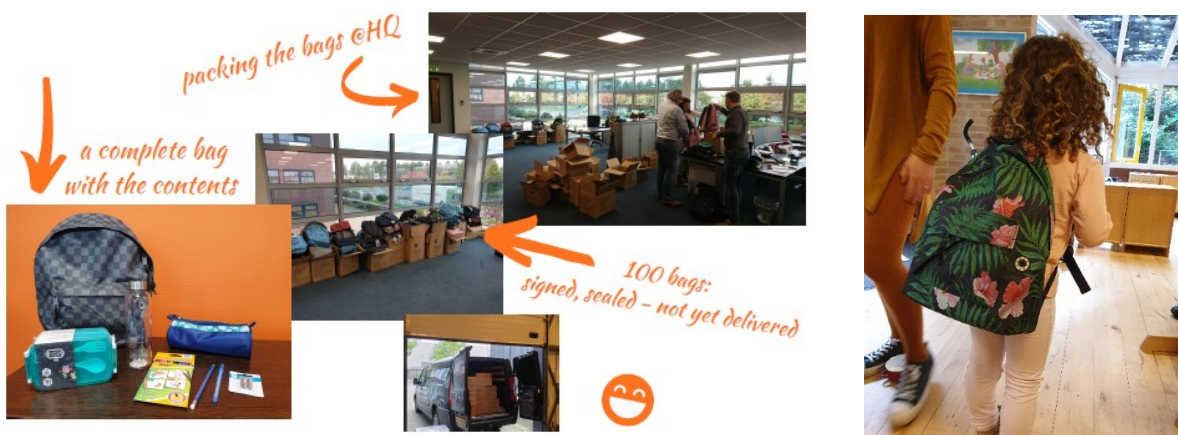 packing the bags @HQ
a complete bag
with the contents
100 bags:
signed, sealed – not yet delivered